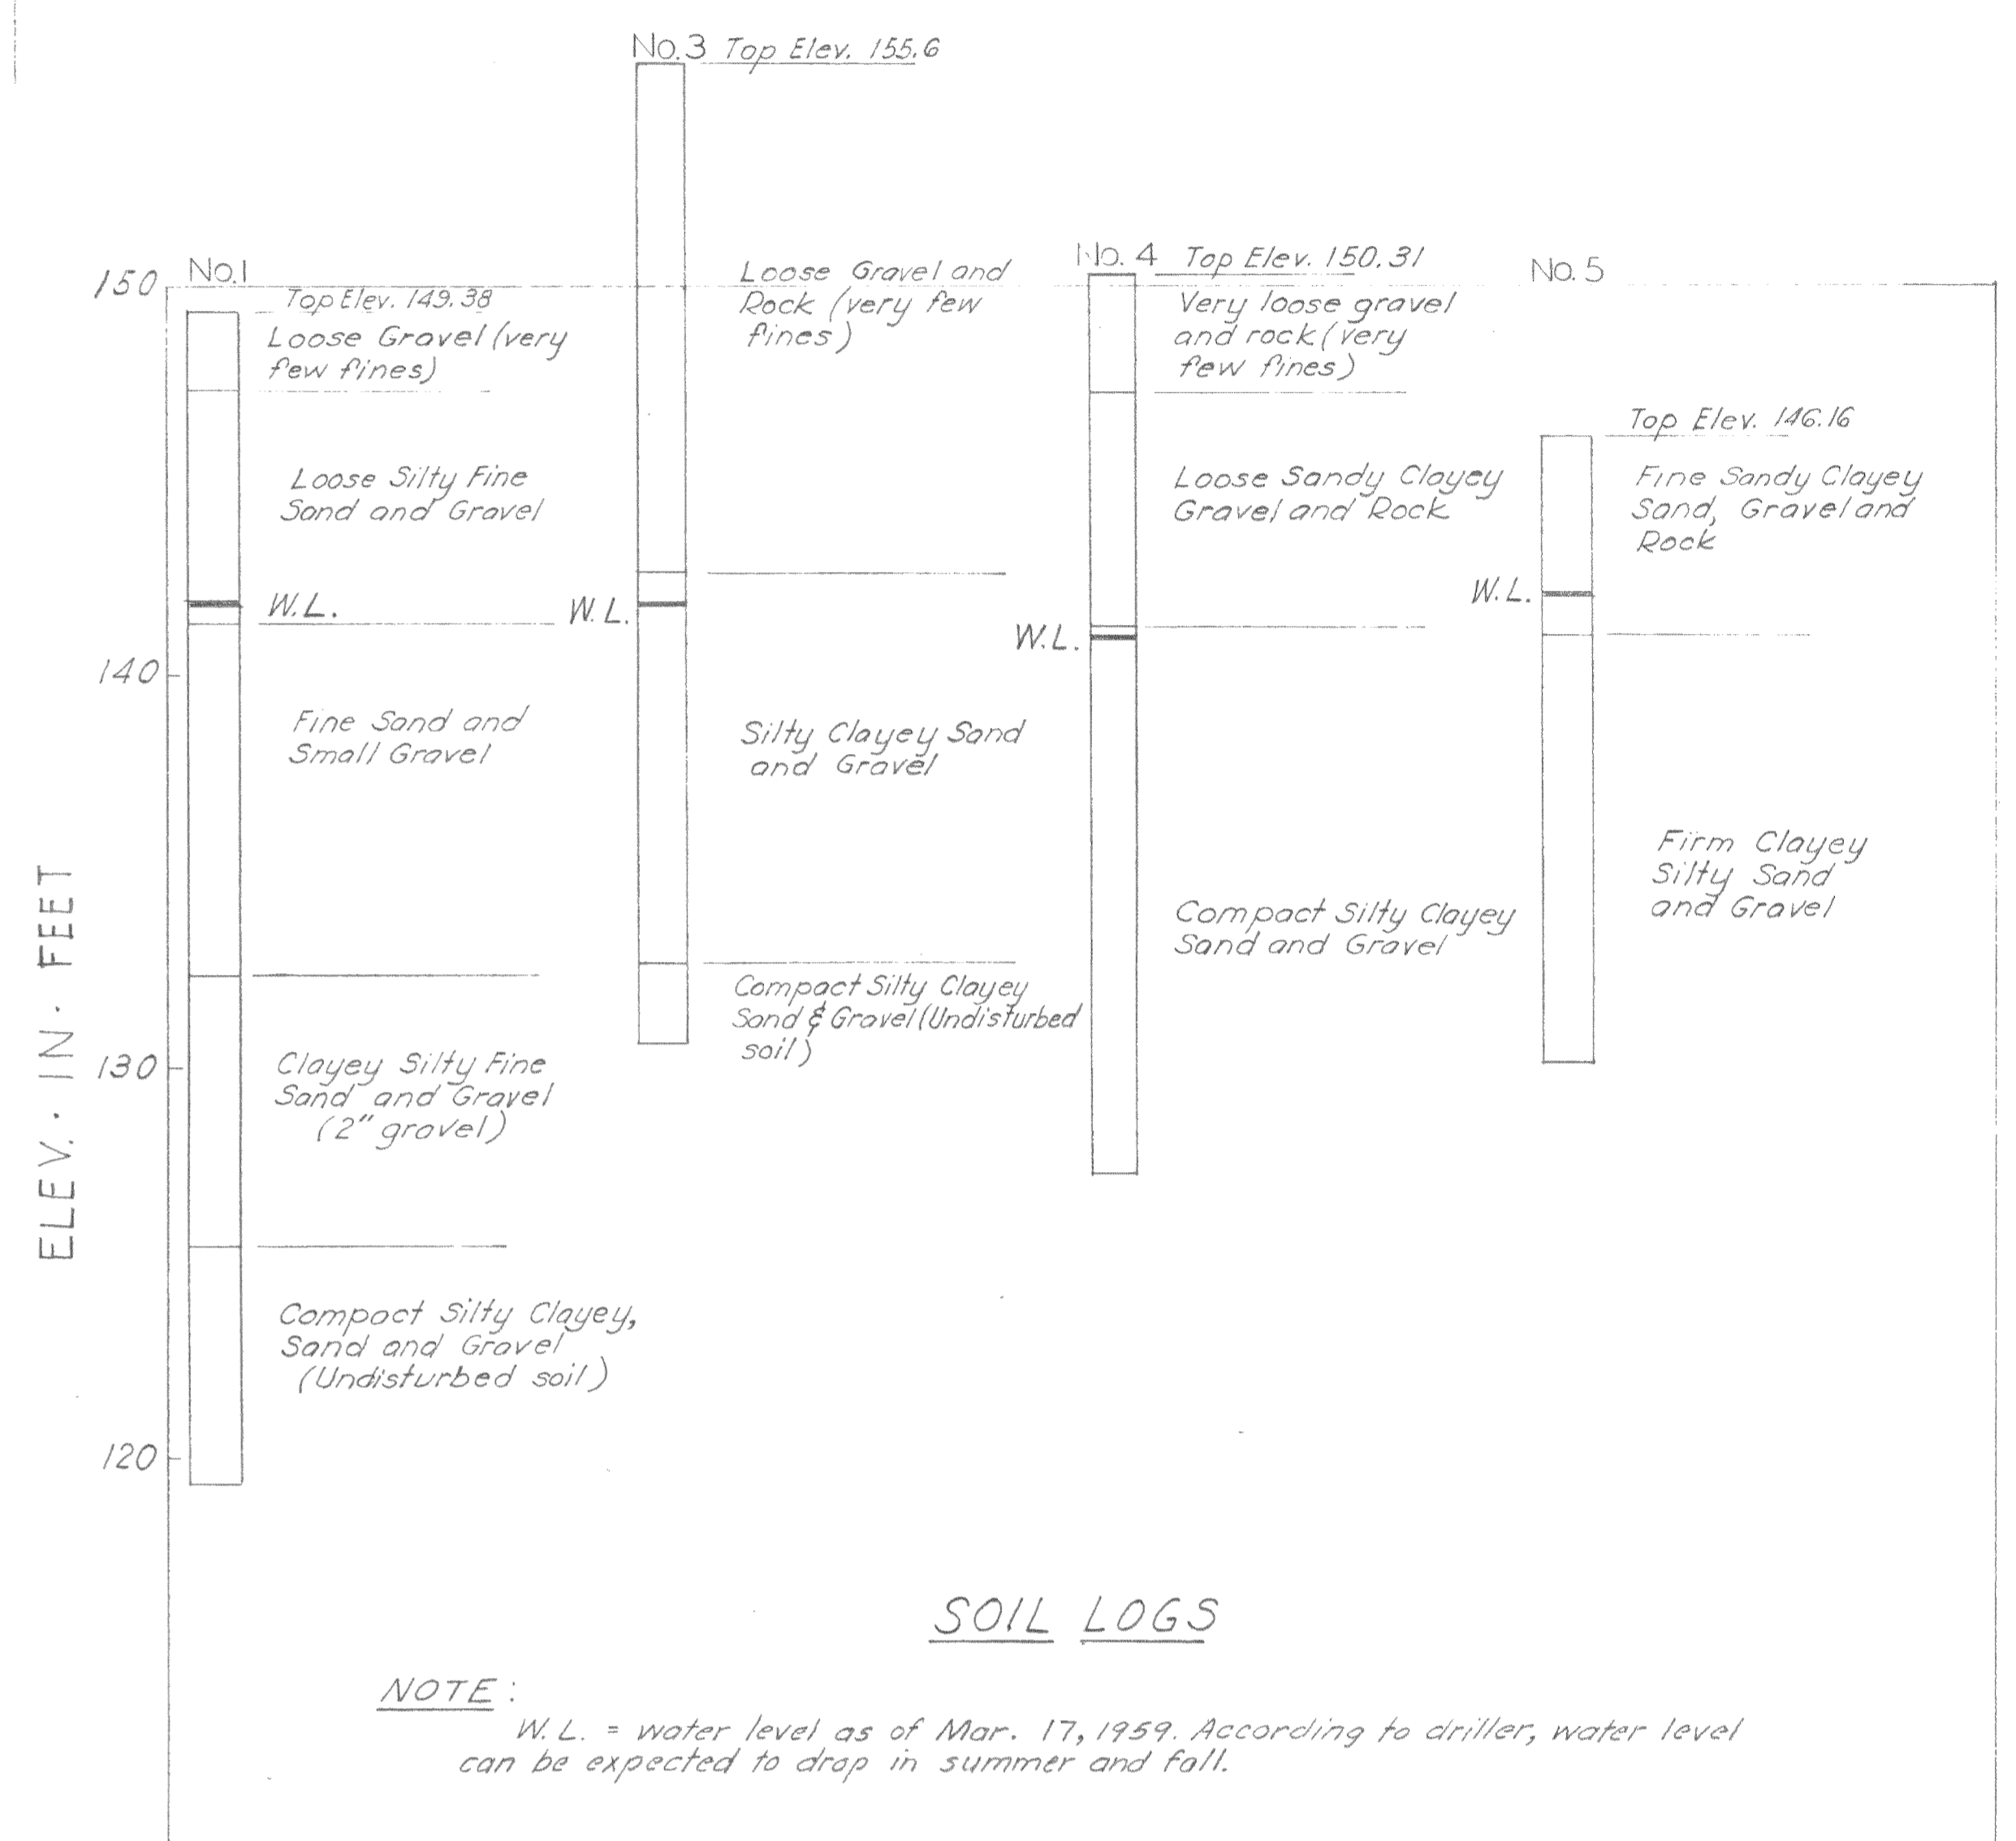 No.3 Top Elev. 155.6
Loose Gravel and
Rock (very few
fines)
W.L.
Silty Clayey Sand
and Gravel
Compact Silty Clayey
Sand & Gravel (Undisturbed
soil)
No. 4 Top Elev. 150.31
Very loose gravel
and rock (very
few fines)
Loose Sandy Clayey
Gravel and Rock
W.L.
Compact Silty Clayey
Sand and Gravel
No. 5
Top Elev. 146.16
Fine Sandy Clayey
Sand, Gravel and
Rock
W.L.
Firm Clayey
Silty Sand
and Gravel
150
140
130
120
ELEV. IN. FEET
No.1
Top Elev. 149.38
Loose Gravel (very
few fines)
Loose Silty Fine
Sand and Gravel
W.L.
Fine Sand and
Small Gravel
Clayey Silty Fine
Sand and Gravel
(2" gravel)
Compact Silty Clayey,
Sand and Gravel
(Undisturbed soil)
SOIL LOGS
NOTE:
W.L. = water level as of Mar. 17, 1959. According to driller, water level
can be expected to drop in summer and fall.